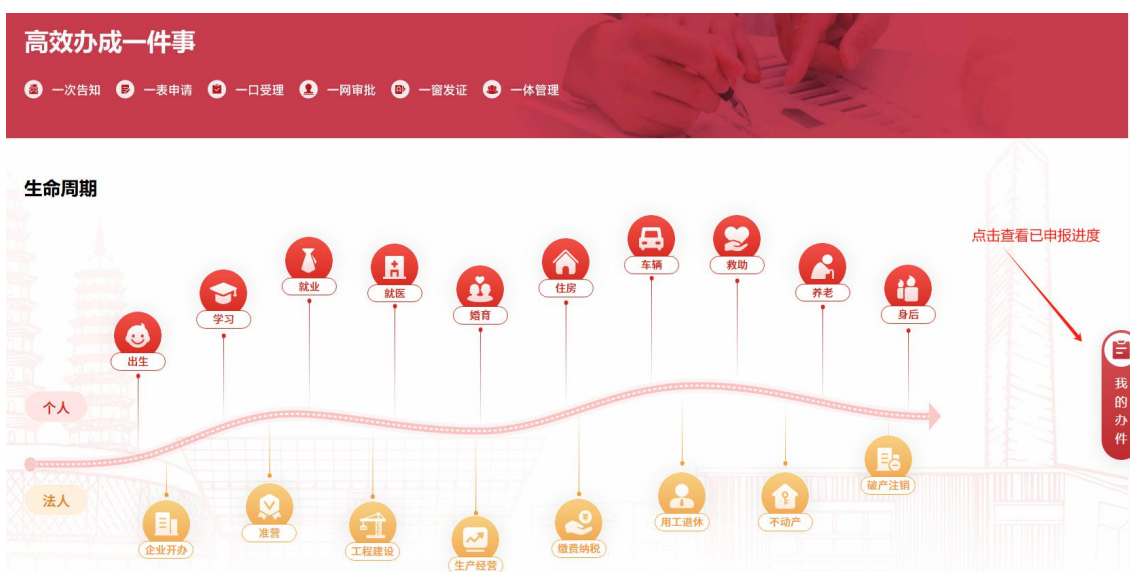 高效办成一件事
一次告知 一表申请 一口受理 一网审批 一窗发证 一体管理
生命周期
点击查看已申报进度
出生
学习
就业
就医
婚育
住房
车辆
救助
养老
身后
个人
我的办件
法人
企业开办
准营
工程建设
生产经营
缴费纳税
用工退休
不动产
破产注销